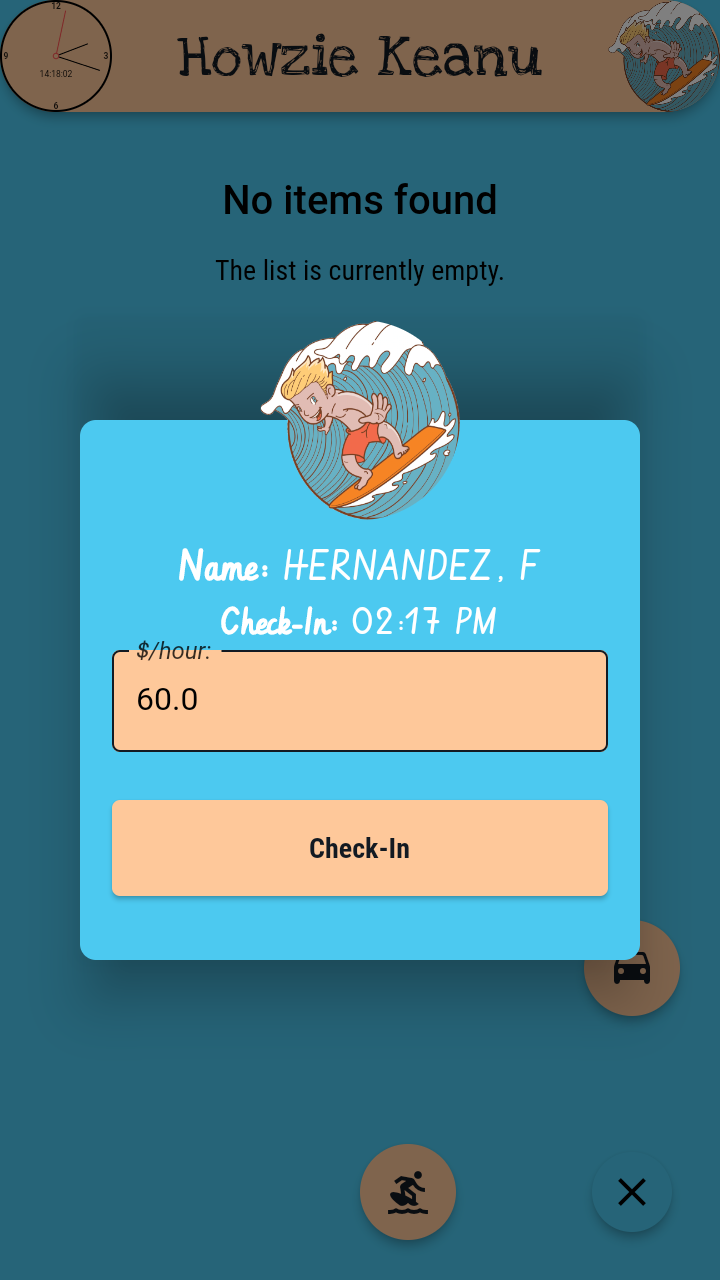 12
9
3
14:18:02
6
Howzie Keanu
No items found
The list is currently empty.
Name: HERNANDEZ, F
Check-In: 02:17 PM
$/hour:
60.0
Check-In